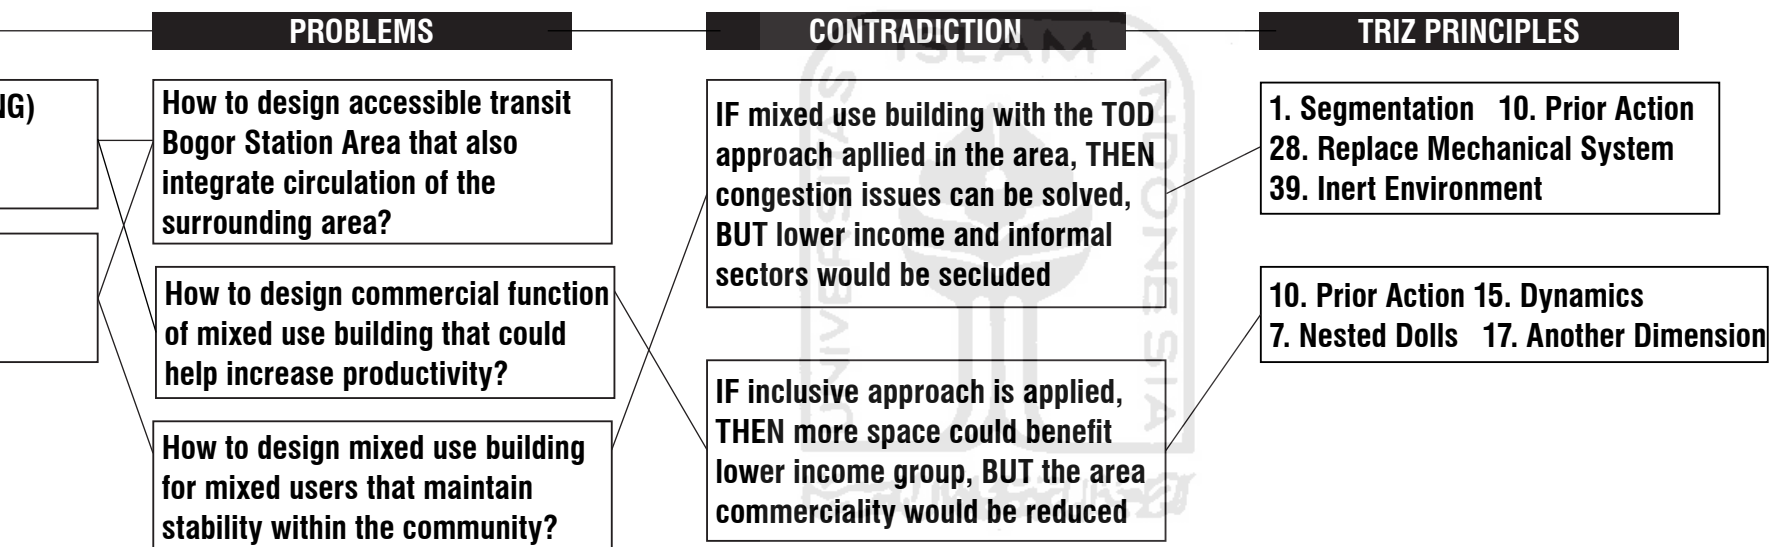 PROBLEMS
CONTRADICTION
TRIZ PRINCIPLES
NG)
How to design accessible transit
Bogor Station Area that also
integrate circulation of the
surrounding area?
How to design commercial function
of mixed use building that could
help increase productivity?
How to design mixed use building
for mixed users that maintain
stability within the community?
IF mixed use building with the TOD
approach apllied in the area, THEN
congestion issues can be solved,
BUT lower income and informal
sectors would be secluded
IF inclusive approach is applied,
THEN more space could benefit
lower income group, BUT the area
commerciality would be reduced
1. Segmentation 10. Prior Action
28. Replace Mechanical System
39. Inert Environment
10. Prior Action 15. Dynamics
7. Nested Dolls 17. Another Dimension
UNIVERSITAS
ISLAM
INDONESIA